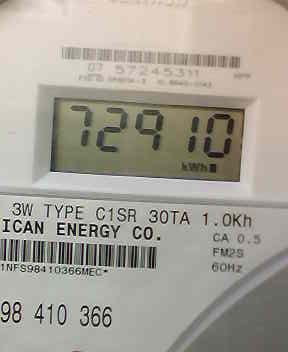 07 57245311
72910
kWh
3W TYPE C1SR 30TA 1.0Kh
ICAN ENERGY CO.
CA 0.5
FM2S
1NFS98410366MEC*
60Hz
98 410 366